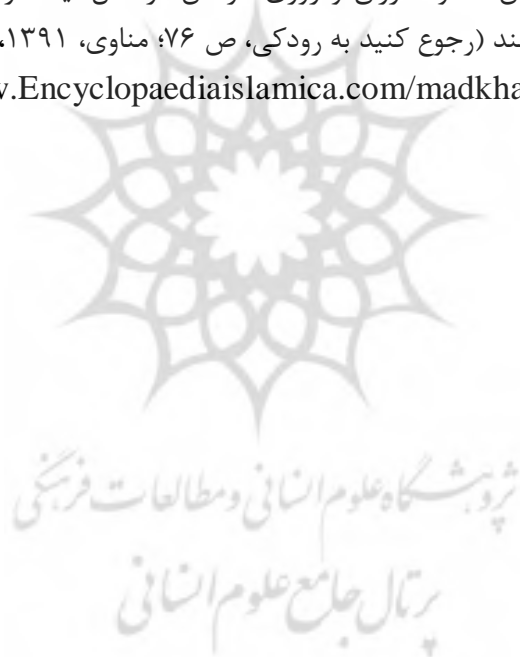 ند (رجوع کنید به رودکی، ص ۷۶؛ مناوی، ۱۳۹۱،
.Encyclopaediaislamica.com/madkha
پژوهشگاه علوم انسانی و مطالعات فرهنگی
پرتال جامع علوم انسانی